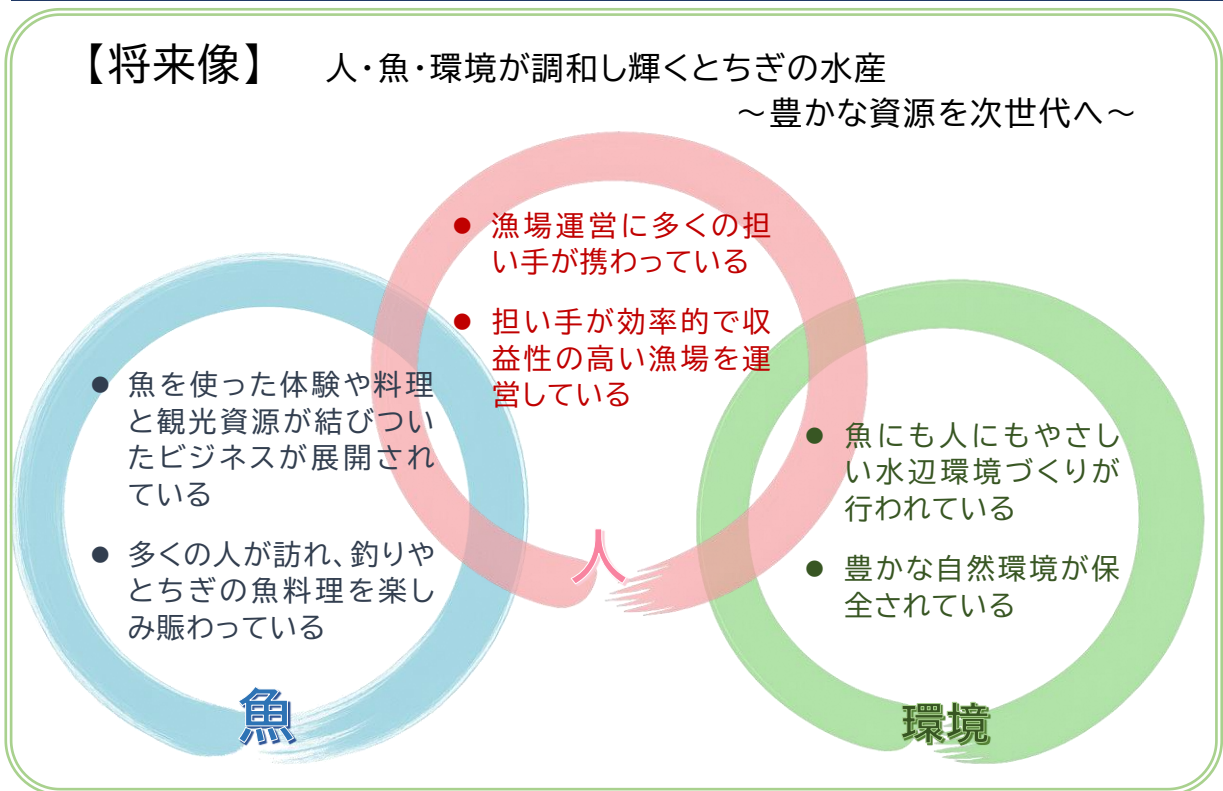 【将来像】 人・魚・環境が調和し輝くとちぎの水産
～豊かな資源を次世代へ～
● 漁場運営に多くの担
い手が携わっている
● 担い手が効率的で収
益性の高い漁場を運
営している
人
● 魚を使った体験や料理
と観光資源が結びつい
たビジネスが展開され
ている
● 多くの人が訪れ、釣りや
とちぎの魚料理を楽し
み賑わっている
魚
● 魚にも人にもやさし
い水辺環境づくりが
行われている
● 豊かな自然環境が保
全されている
環境